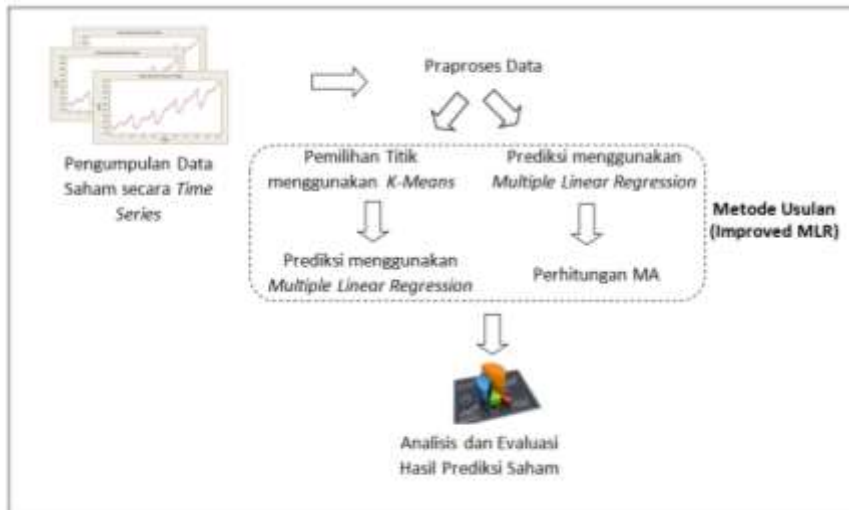 Praproses Data
Pengumpulan Data
Saham secara Time
Series
Pemilihan Titik
menggunakan K-Means
Prediksi menggunakan
Multiple Linear Regression
Prediksi menggunakan
Multiple Linear Regression
Perhitungan MA
Metode Usulan
(Improved MLR)
Analisis dan Evaluasi
Hasil Prediksi Saham